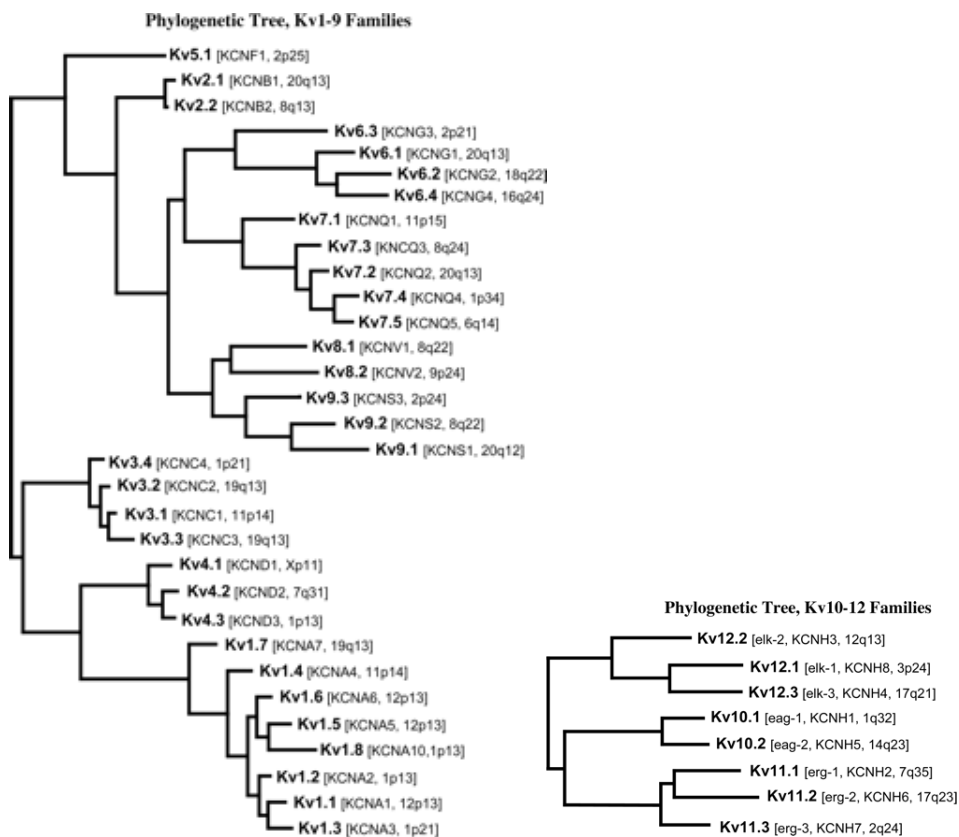 Phylogenetic Tree, Kv1-9 Families
Kv5.1 [KCNF1, 2p25]
Kv2.1 [KCNB1, 20q13]
Kv2.2 [KCNB2, 8q13]
Kv6.3 [KCNG3, 2p21]
Kv6.1 [KCNG1, 20q13]
Kv6.2 [KCNG2, 18q22]
Kv6.4 [KCNG4, 16q24]
Kv7.1 [KCNQ1, 11p15]
Kv7.3 [KNCQ3, 8q24]
Kv7.2 [KCNQ2, 20q13]
Kv7.4 [KCNQ4, 1p34]
Kv7.5 [KCNQ5, 6q14]
Kv8.1 [KCNV1, 8q22]
Kv8.2 [KCNV2, 9p24]
Kv9.3 [KCNS3, 2p24]
Kv9.2 [KCNS2, 8q22]
Kv9.1 [KCNS1, 20q12]
Kv3.4 [KCNC4, 1p21]
Kv3.2 [KCNC2, 19q13]
Kv3.1 [KCNC1, 11p14]
Kv3.3 [KCNC3, 19q13]
Kv4.1 [KCND1, Xp11]
Kv4.2 [KCND2, 7q31]
Kv4.3 [KCND3, 1p13]
Kv1.7 [KCNA7, 19q13]
Kv1.4 [KCNA4, 11p14]
Kv1.6 [KCNA6, 12p13]
Kv1.5 [KCNA5, 12p13]
Kv1.8 [KCNA10,1p13]
Kv1.2 [KCNA2, 1p13]
Kv1.1 [KCNA1, 12p13]
Kv1.3 [KCNA3, 1p21]
Phylogenetic Tree, Kv10-12 Families
Kv12.2 [elk-2, KCNH3, 12q13]
Kv12.1 [elk-1, KCNH8, 3p24]
Kv12.3 [elk-3, KCNH4, 17q21]
Kv10.1 [eag-1, KCNH1, 1q32]
Kv10.2 [eag-2, KCNH5, 14q23]
Kv11.1 [erg-1, KCNH2, 7q35]
Kv11.2 [erg-2, KCNH6, 17q23]
Kv11.3 [erg-3, KCNH7, 2q24]